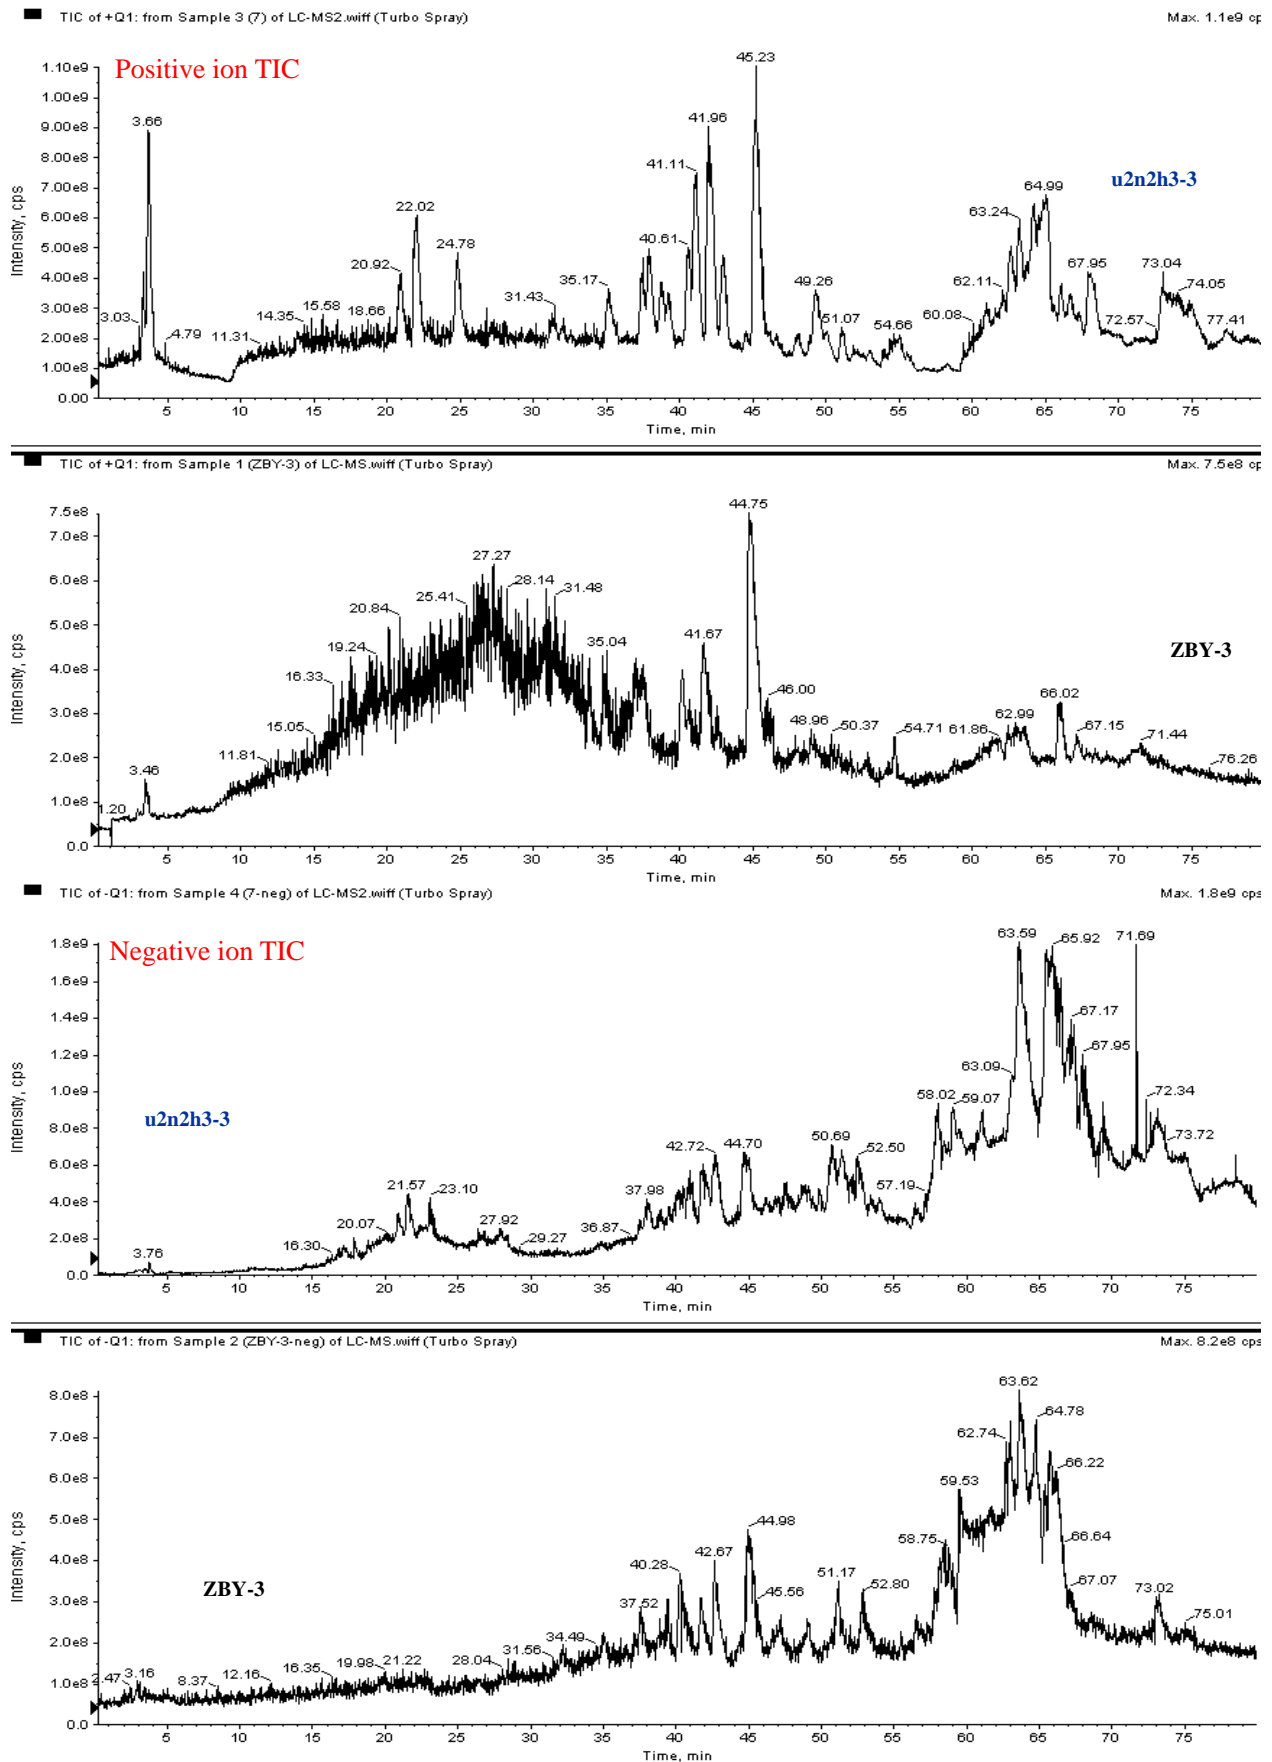 TIC of +Q1: from Sample 3 (7) of LC-MS2.wiff (Turbo Spray) Max. 1.1e9 cp
Positive ion TIC
u2n2h3-3
Intensity, cps
1.10e9
1.00e9
9.00e8
8.00e8
7.00e8
6.00e8
5.00e8
4.00e8
3.00e8
2.00e8
1.00e8
0.00
3.03 3.66 4.79 11.31 14.35 15.58 18.66 20.92 22.02 24.78 31.43 35.17 40.61 41.11 41.96 45.23 49.26 51.07 54.66 60.08 62.11 63.24 64.99 67.95 72.57 73.04 74.05 77.41
5 10 15 20 25 30 35 40 45 50 55 60 65 70 75
Time, min
TIC of +Q1: from Sample 1 (ZBY-3) of LC-MS.wiff (Turbo Spray) Max. 7.5e8 cp
ZBY-3
Intensity, cps
7.5e8
7.0e8
6.0e8
5.0e8
4.0e8
3.0e8
2.0e8
1.0e8
0.0
1.20 3.46 11.81 15.05 16.33 19.24 20.84 25.41 27.27 28.14 31.48 35.04 41.67 44.75 46.00 48.96 50.37 54.71 61.86 62.99 66.02 67.15 71.44 76.26
5 10 15 20 25 30 35 40 45 50 55 60 65 70 75
Time, min
TIC of -Q1: from Sample 4 (7-neg) of LC-MS2.wiff (Turbo Spray) Max. 1.8e9 cps
Negative ion TIC
u2n2h3-3
Intensity, cps
1.8e9
1.6e9
1.4e9
1.2e9
1.0e9
8.0e8
6.0e8
4.0e8
2.0e8
0.0
3.76 16.30 20.07 21.57 23.10 27.92 29.27 36.87 37.98 42.72 44.70 50.69 52.50 57.19 58.02 59.07 63.09 63.59 65.92 67.17 67.95 71.69 72.34 73.72
5 10 15 20 25 30 35 40 45 50 55 60 65 70 75
Time, min
TIC of -Q1: from Sample 2 (ZBY-3-neg) of LC-MS.wiff (Turbo Spray) Max. 8.2e8 cps
ZBY-3
Intensity, cps
8.0e8
7.0e8
6.0e8
5.0e8
4.0e8
3.0e8
2.0e8
1.0e8
0.0
3.16 8.37 12.16 16.35 19.98 21.22 28.04 31.56 34.49 37.52 40.28 42.67 44.98 45.56 51.17 52.80 58.75 59.53 62.74 63.62 64.78 66.22 66.64 67.07 73.02 75.01
5 10 15 20 25 30 35 40 45 50 55 60 65 70 75
Time, min